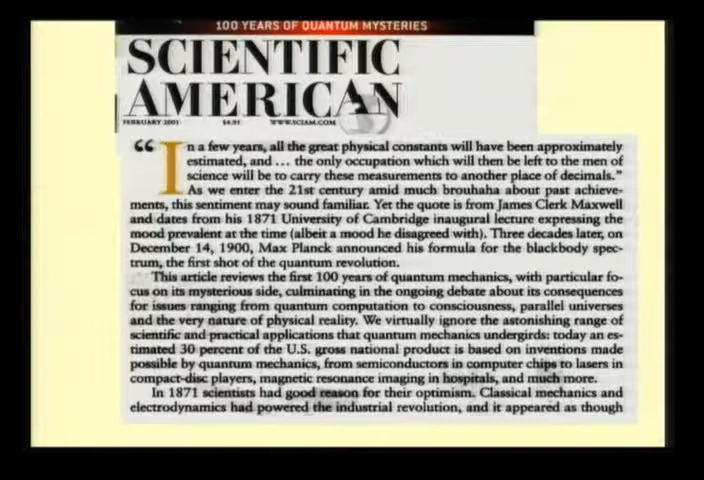 100 YEARS OF QUANTUM MYSTERIES
SCIENTIFIC
AMERICAN
FEBRUARY 2001 $4.95 WWW.SCIAM.COM
“In a few years, all the great physical constants will have been approximately
estimated, and ... the only occupation which will then be left to the men of
science will be to carry these measurements to another place of decimals.”
As we enter the 21st century amid much brouhaha about past achieve-
ments, this sentiment may sound familiar. Yet the quote is from James Clerk Maxwell
and dates from his 1871 University of Cambridge inaugural lecture expressing the
mood prevalent at the time (albeit a mood he disagreed with). Three decades later, on
December 14, 1900, Max Planck announced his formula for the blackbody spec-
trum, the first shot of the quantum revolution.
This article reviews the first 100 years of quantum mechanics, with particular fo-
cus on its mysterious side, culminating in the ongoing debate about its consequences
for issues ranging from quantum computation to consciousness, parallel universes
and the very nature of physical reality. We virtually ignore the astonishing range of
scientific and practical applications that quantum mechanics undergirds: today an es-
timated 30 percent of the U.S. gross national product is based on inventions made
possible by quantum mechanics, from semiconductors in computer chips to lasers in
compact-disc players, magnetic resonance imaging in hospitals, and much more.
In 1871 scientists had good reason for their optimism. Classical mechanics and
electrodynamics had powered the industrial revolution, and it appeared as though